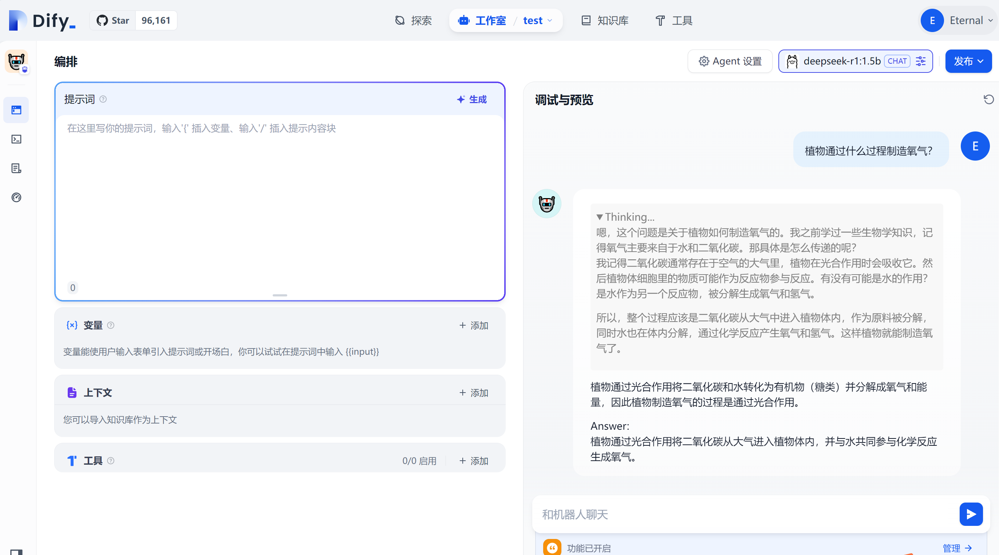 Dify_
Star 96,161
探索
工作室 / test
知识库
工具
E Eternal
编排
Agent 设置
deepseek-r1:1.5b CHAT
发布
提示词
生成
在这里写你的提示词，输入'{' 插入变量、输入'/' 插入提示内容块
0
变量
+ 添加
变量能使用户输入表单引入提示词或开场白，你可以试试在提示词中输入 {{input}}
上下文
+ 添加
您可以导入知识库作为上下文
工具
0/0 启用
+ 添加
调试与预览
植物通过什么过程制造氧气？
E
▼Thinking...
嗯，这个问题是关于植物如何制造氧气的。我之前学过一些生物学知识，记
得氧气主要来自于水和二氧化碳。那具体是怎么传递的呢？
我记得二氧化碳通常存在于空气的大气里，植物在光合作用时会吸收它。然
后植物体细胞里的物质可能作为反应物参与反应。有没有可能是水的作用？
是水作为另一个反应物，被分解生成氧气和氢气。
所以，整个过程应该是二氧化碳从大气中进入植物体内，作为原料被分解，
同时水也在体内分解，通过化学反应产生氧气和氢气。这样植物就能制造氧
气了。
植物通过光合作用将二氧化碳和水转化为有机物（糖类）并分解成氧气和能
量，因此植物制造氧气的过程是通过光合作用。
Answer:
植物通过光合作用将二氧化碳从大气进入植物体内，并与水共同参与化学反应
生成氧气。
和机器人聊天
功能已开启
管理 →